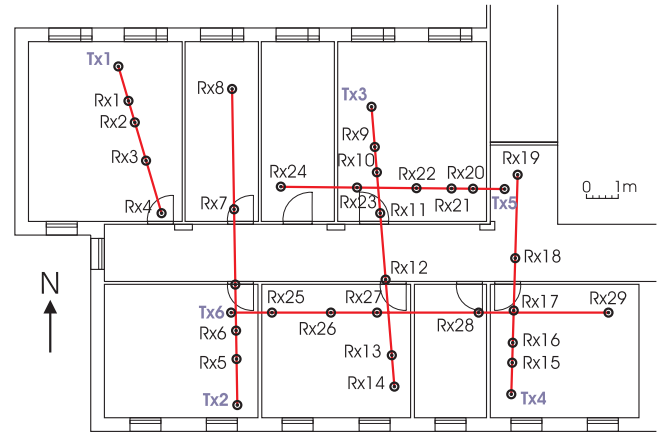 Tx1
Rx8
Rx1
Tx3
Rx2
Rx9
Rx3
Rx10
Rx19
Rx24
Rx22
Rx20
0 1m
Rx4
Rx7
Rx23
Rx11
Rx21
Tx5
Rx18
N
Rx12
Tx6
Rx25
Rx27
Rx17
Rx29
Rx6
Rx26
Rx28
Rx16
Rx5
Rx13
Rx15
Rx14
Tx2
Tx4